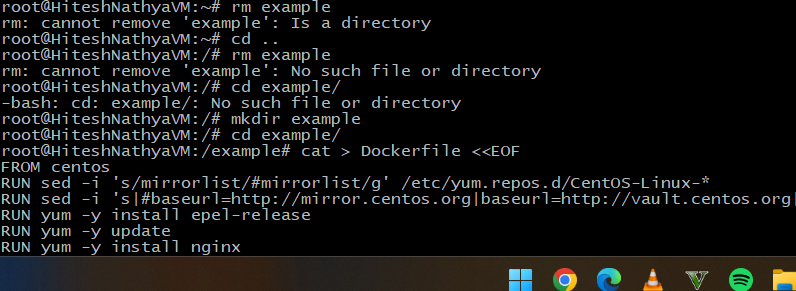 root@HiteshNathyaVM:~# rm example
rm: cannot remove 'example': Is a directory
root@HiteshNathyaVM:~# cd ..
root@HiteshNathyaVM:/# rm example
rm: cannot remove 'example': No such file or directory
root@HiteshNathyaVM:/# cd example/
-bash: cd: example/: No such file or directory
root@HiteshNathyaVM:/# mkdir example
root@HiteshNathyaVM:/# cd example/
root@HiteshNathyaVM:/example# cat > Dockerfile <<EOF
FROM centos
RUN sed -i 's/mirrorlist/#mirrorlist/g' /etc/yum.repos.d/CentOS-Linux-*
RUN sed -i 's|#baseurl=http://mirror.centos.org|baseurl=http://vault.centos.org|
RUN yum -y install epel-release
RUN yum -y update
RUN yum -y install nginx